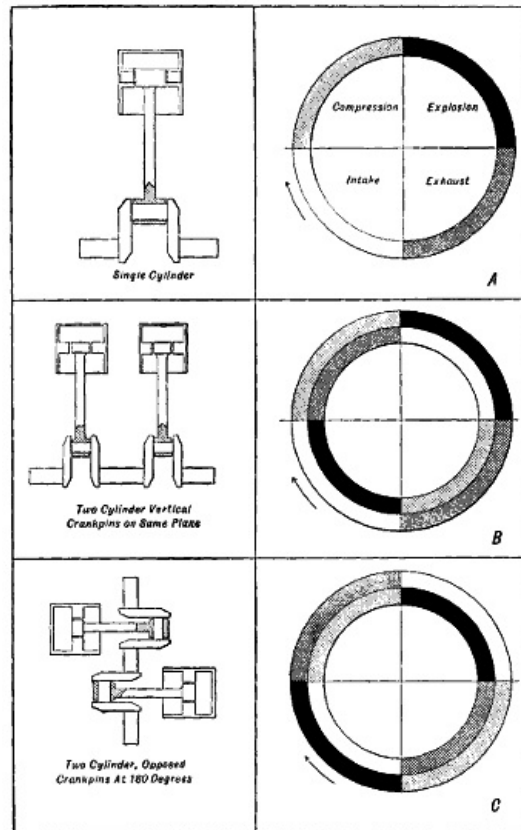 Compression
Explosion
Intake
Exhaust
Single Cylinder
A
Two Cylinder Vertical
Crankpins on Same Plane
B
Two Cylinder, Opposed
Crankpins At 180 Degrees
C